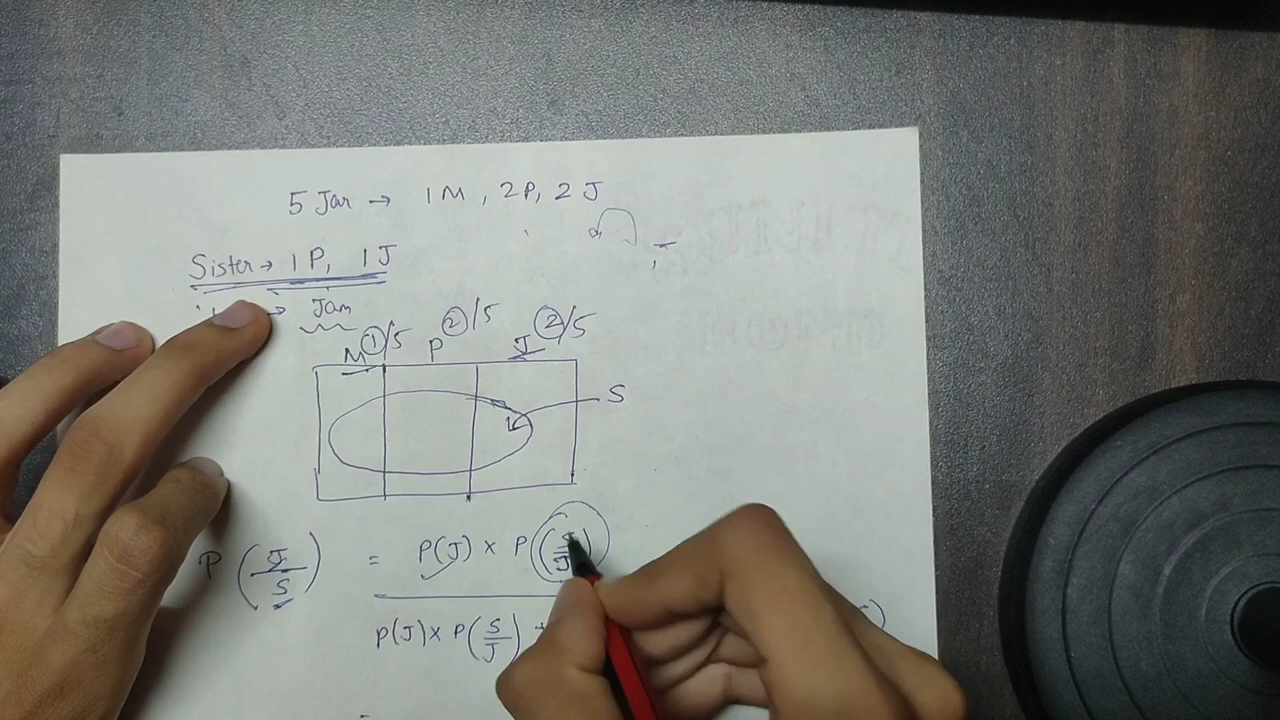 5 Jar → 1M, 2P, 2J
Sister → 1P, 1J
→ Jam
M ①/5 P ②/5 J ②/5
S
P(J/S) = P(J) × P(S/J)
P(J) × P(S/J)